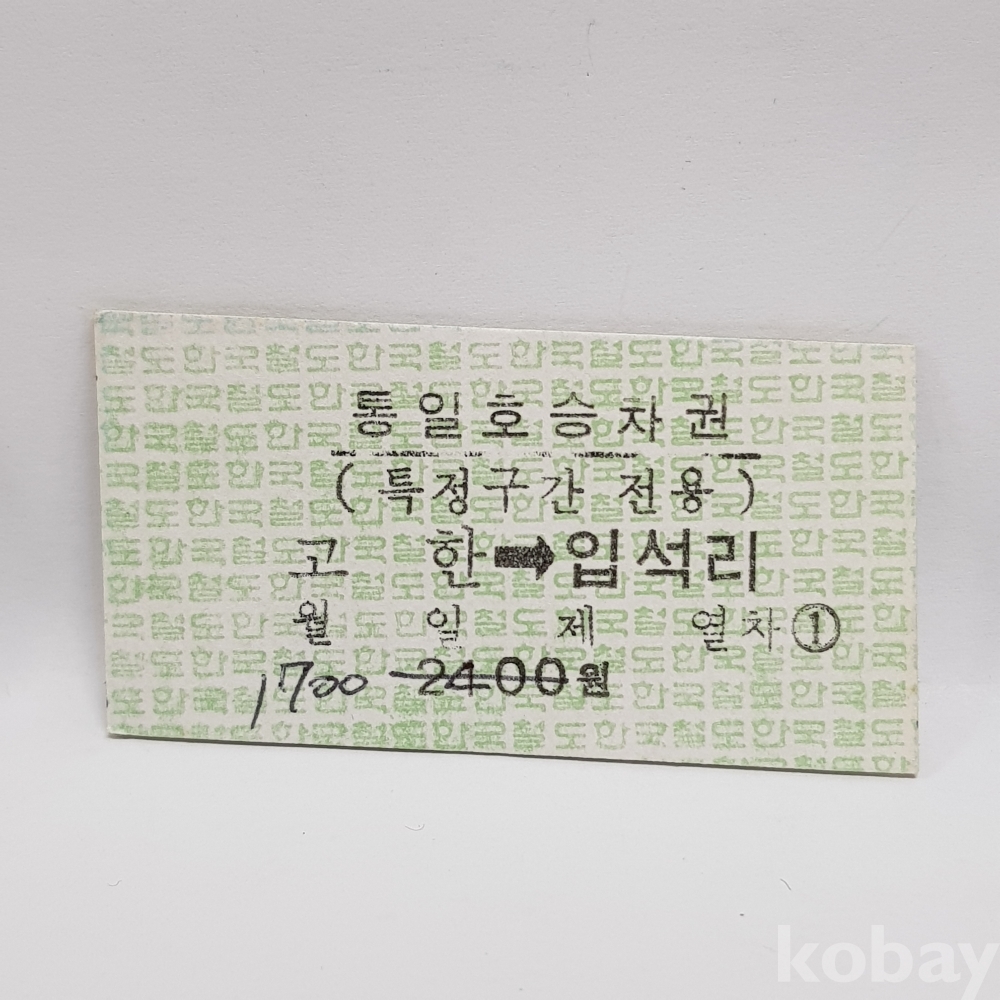 통일호승차권
(특정구간 전용)
고 한➡입석리
월 일 제 열차①
1700 2400원
kobay